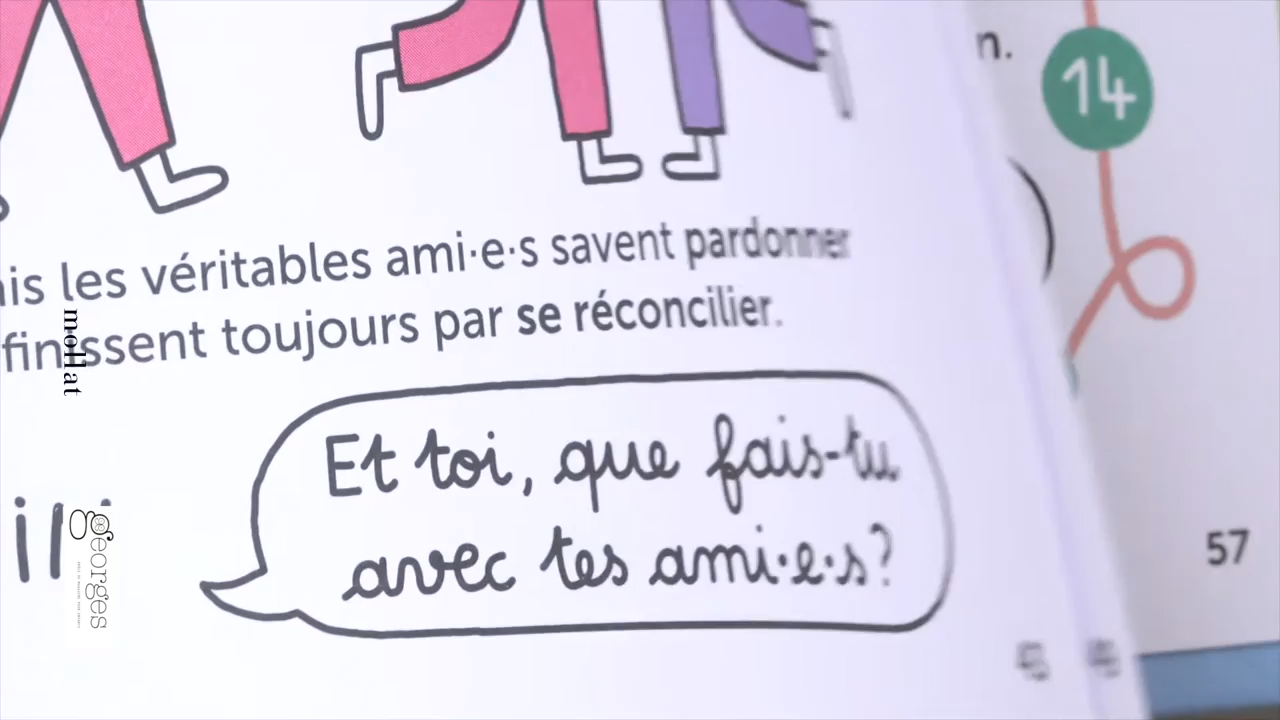 n.
14
is les véritables ami·e·s savent pardonner
finissent toujours par se réconcilier.
mollat
Et toi, que fais-tu
avec tes ami·e·s?
georges
57